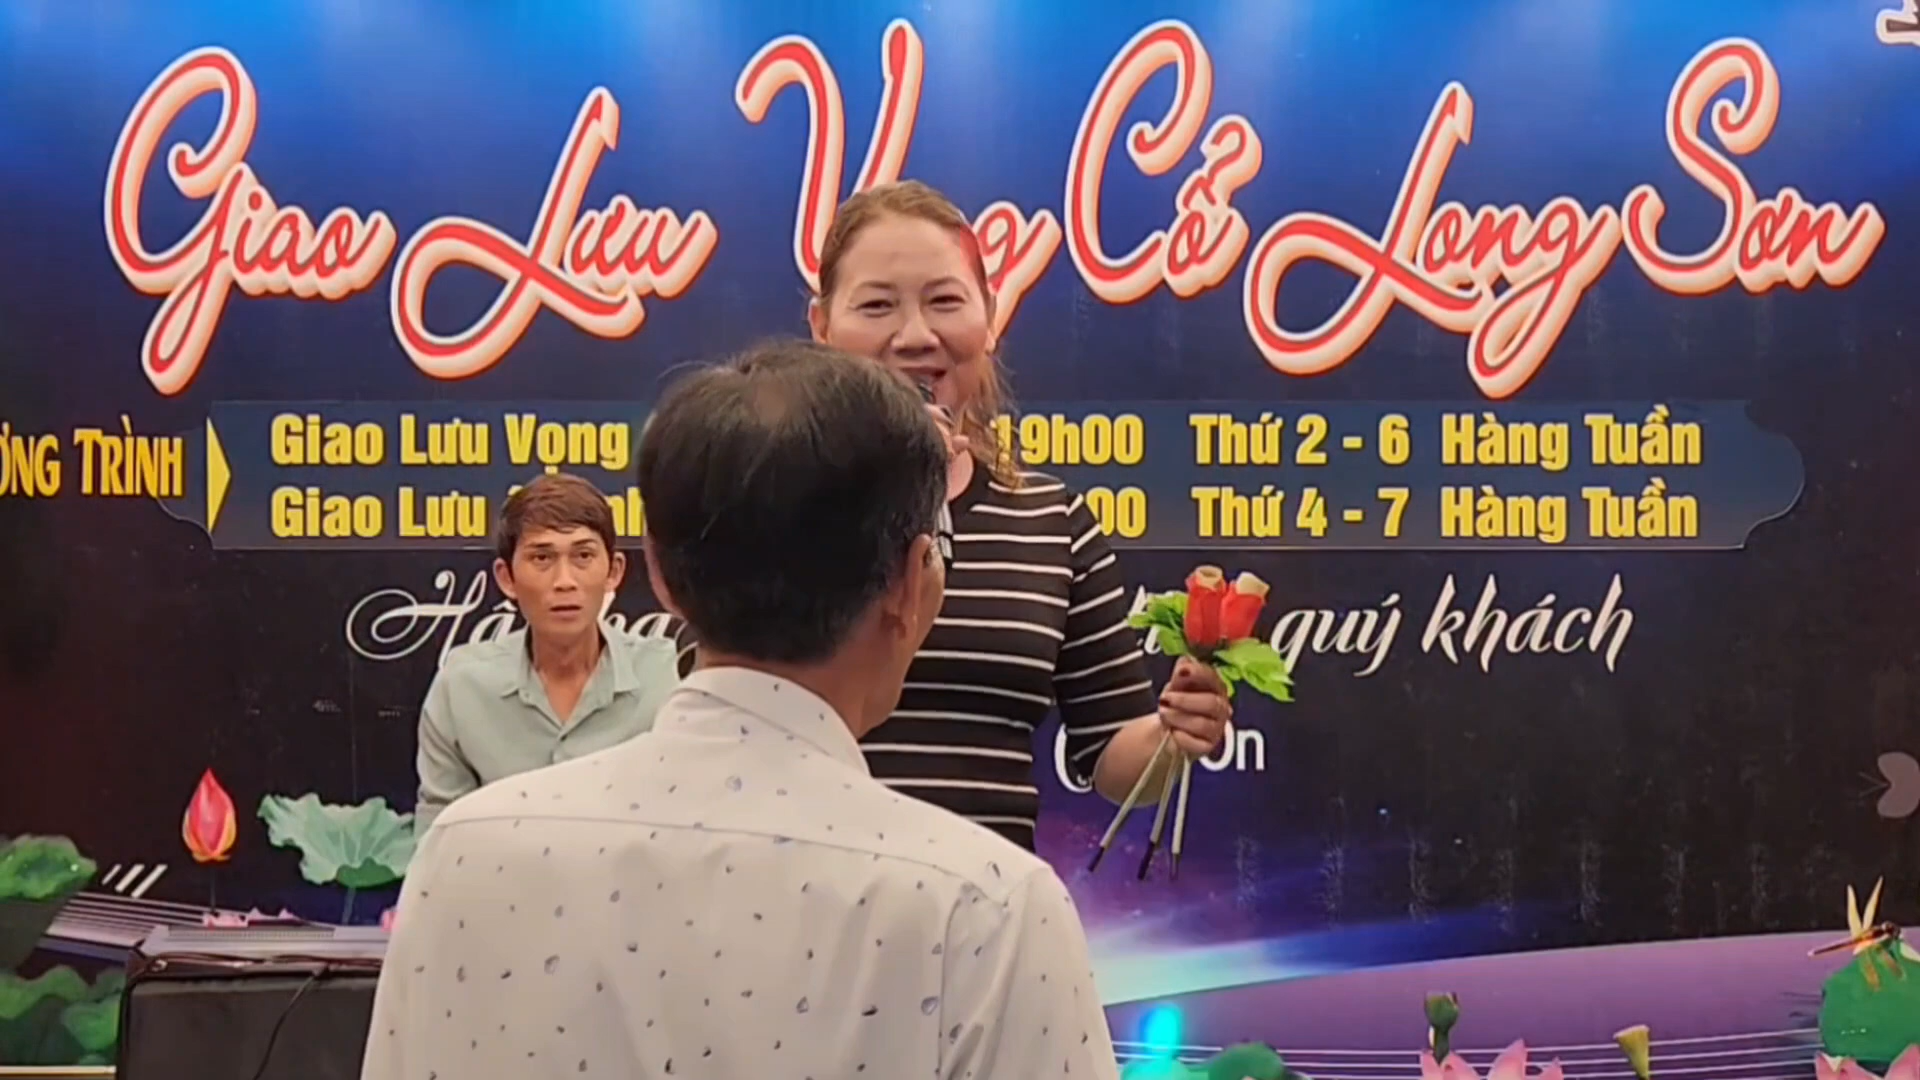 Giao Lưu Vọng Cổ Long Sơn
TRÌNH
Giao Lưu Vọng 19h00 Thứ 2 - 6 Hàng Tuần
Giao Lưu Thứ 4 - 7 Hàng Tuần
quý khách